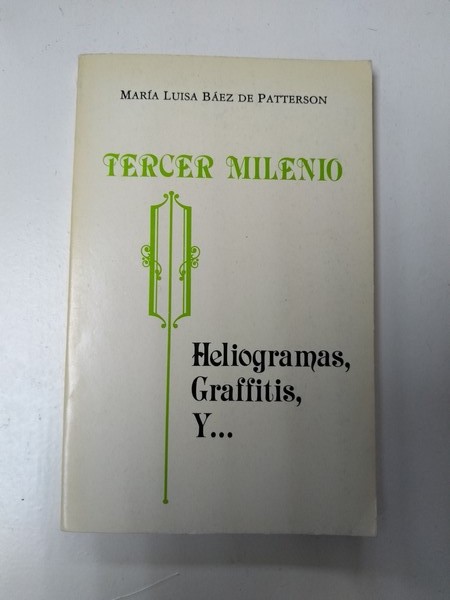 MARÍA LUISA BÁEZ DE PATTERSON
TERCER MILENIO
Heliogramas,
Graffitis,
Y...